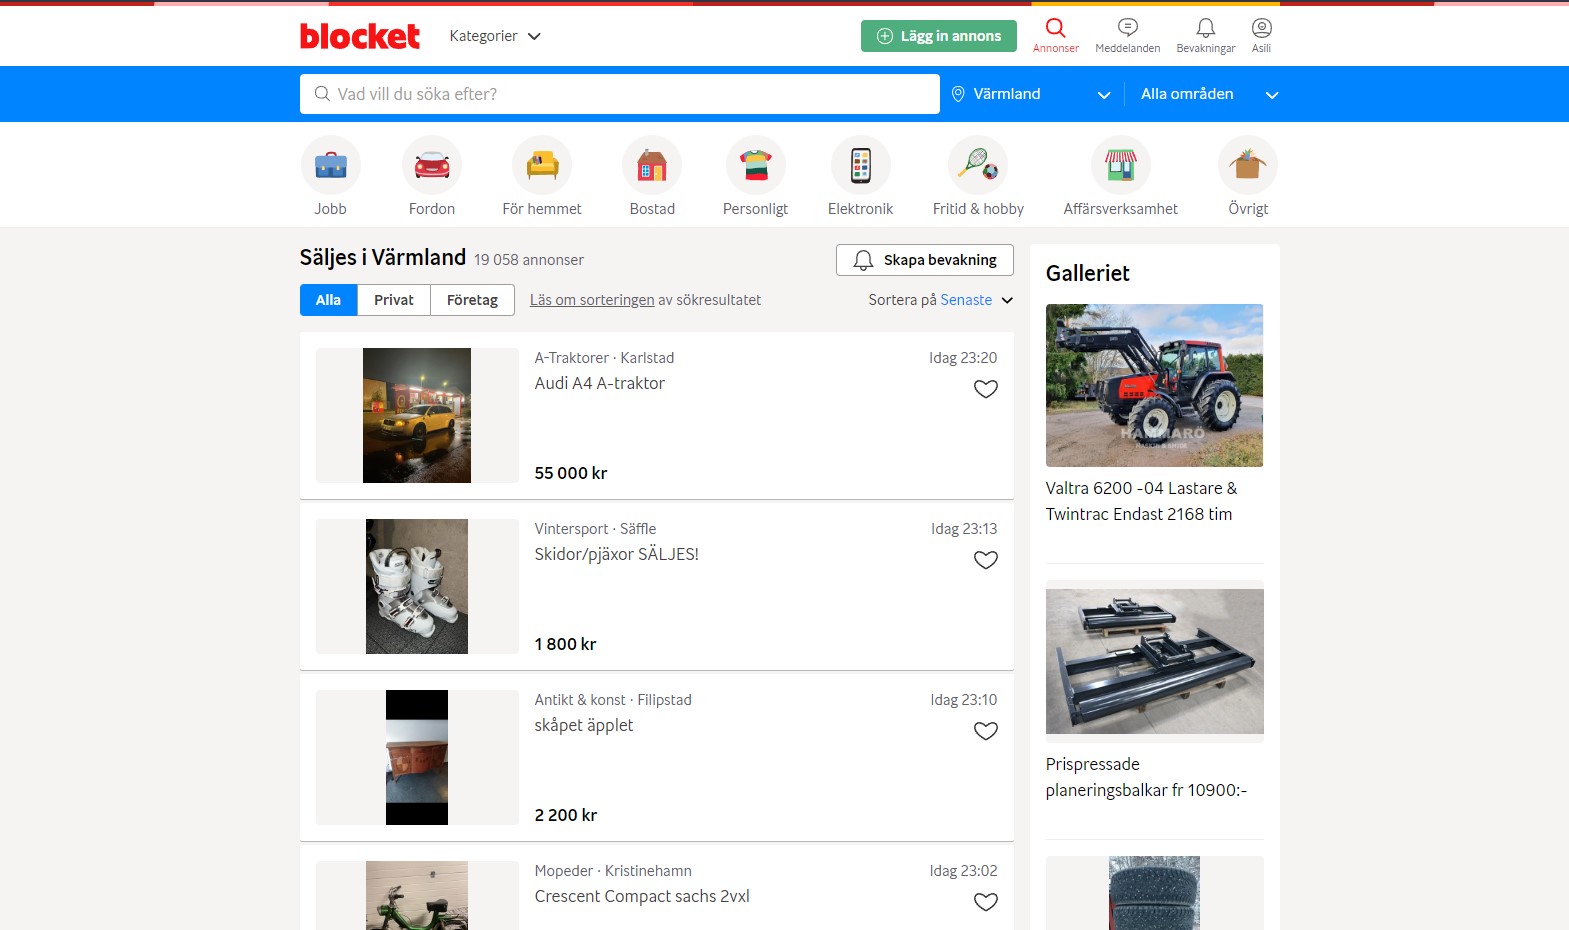 blocket
Kategorier
Lägg in annons
Annonser
Meddelanden
Bevakningar
Asili
Vad vill du söka efter?
Värmland
Alla områden
Jobb
Fordon
För hemmet
Bostad
Personligt
Elektronik
Fritid & hobby
Affärsverksamhet
Övrigt
Säljes i Värmland 19 058 annonser
Skapa bevakning
Alla
Privat
Företag
Läs om sorteringen av sökresultatet
Sortera på Senaste
A-Traktorer · Karlstad
Idag 23:20
Audi A4 A-traktor
55 000 kr
Vintersport · Säffle
Idag 23:13
Skidor/pjäxor SÄLJES!
1 800 kr
Antikt & konst · Filipstad
Idag 23:10
skåpet äpplet
2 200 kr
Mopeder · Kristinehamn
Idag 23:02
Crescent Compact sachs 2vxl
Galleriet
HAMMARÖ
Valtra 6200 -04 Lastare &
Twintrac Endast 2168 tim
Prispressade
planeringsbalkar fr 10900:-